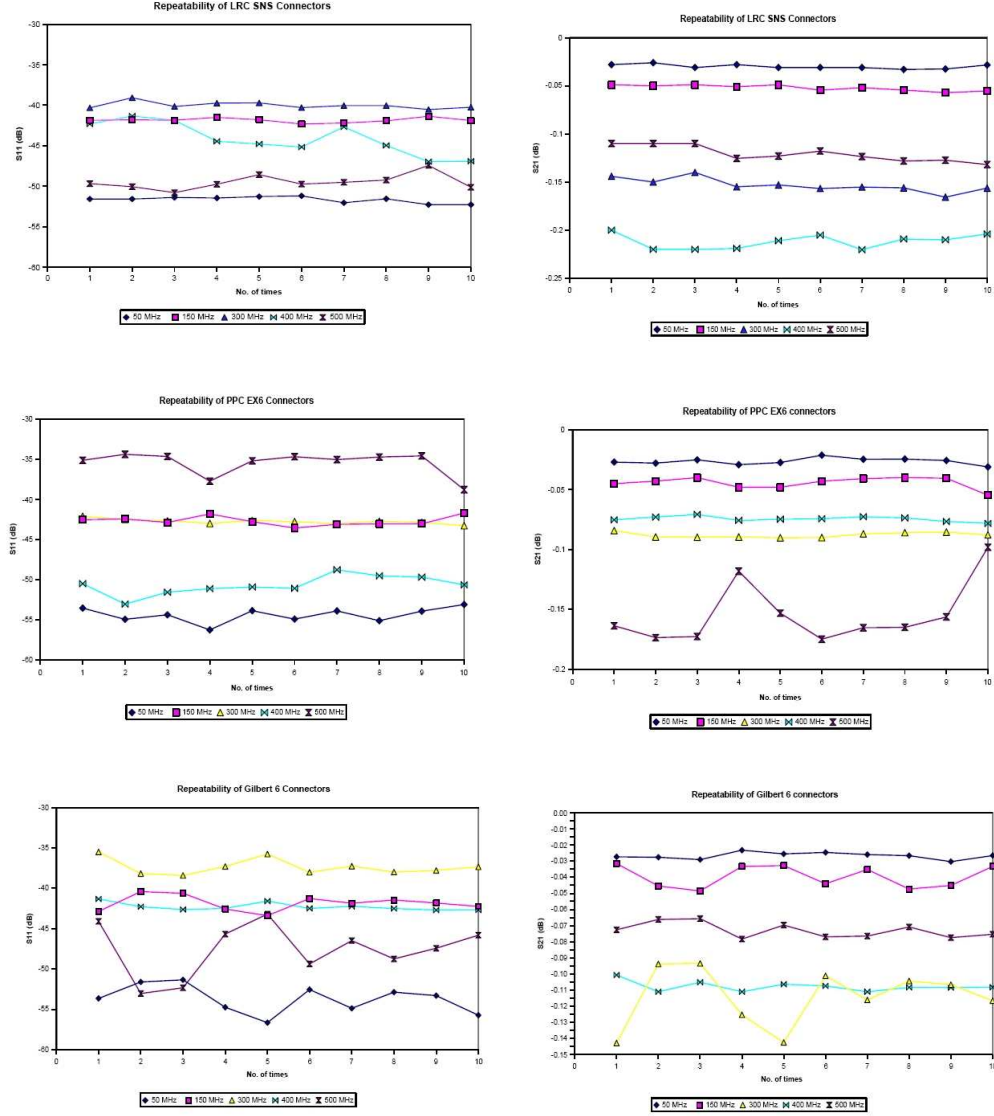 Repeatability of LRC SNS Connectors
-30
-35
-40
-45
-50
-55
-60
S11 (dB)
0 1 2 3 4 5 6 7 8 9 10
No. of times
50 MHz 150 MHz 300 MHz 400 MHz 500 MHz
Repeatability of LRC SNS Connectors
0
-0.05
-0.1
-0.15
-0.2
-0.25
S21 (dB)
0 1 2 3 4 5 6 7 8 9 10
No. of times
50 MHz 150 MHz 300 MHz 400 MHz 500 MHz
Repeatability of PPC EX6 Connectors
-30
-35
-40
-45
-50
-55
-60
S11 (dB)
0 1 2 3 4 5 6 7 8 9 10
No. of times
50 MHz 150 MHz 300 MHz 400 MHz 500 MHz
Repeatability of PPC EX6 connectors
0
-0.05
-0.1
-0.15
-0.2
S21 (dB)
0 1 2 3 4 5 6 7 8 9 10
No. of times
50 MHz 150 MHz 300 MHz 400 MHz 500 MHz
Repeatability of Gilbert 6 Connectors
-30
-35
-40
-45
-50
-55
-60
S11 (dB)
0 1 2 3 4 5 6 7 8 9 10
No. of times
50 MHz 150 MHz 300 MHz 400 MHz 500 MHz
Repeatability of Gilbert 6 connectors
0.00
-0.01
-0.02
-0.03
-0.04
-0.05
-0.06
-0.07
-0.08
-0.09
-0.10
-0.11
-0.12
-0.13
-0.14
-0.15
S21 (dB)
0 1 2 3 4 5 6 7 8 9 10
No. of times
50 MHz 150 MHz 300 MHz 400 MHz 500 MHz